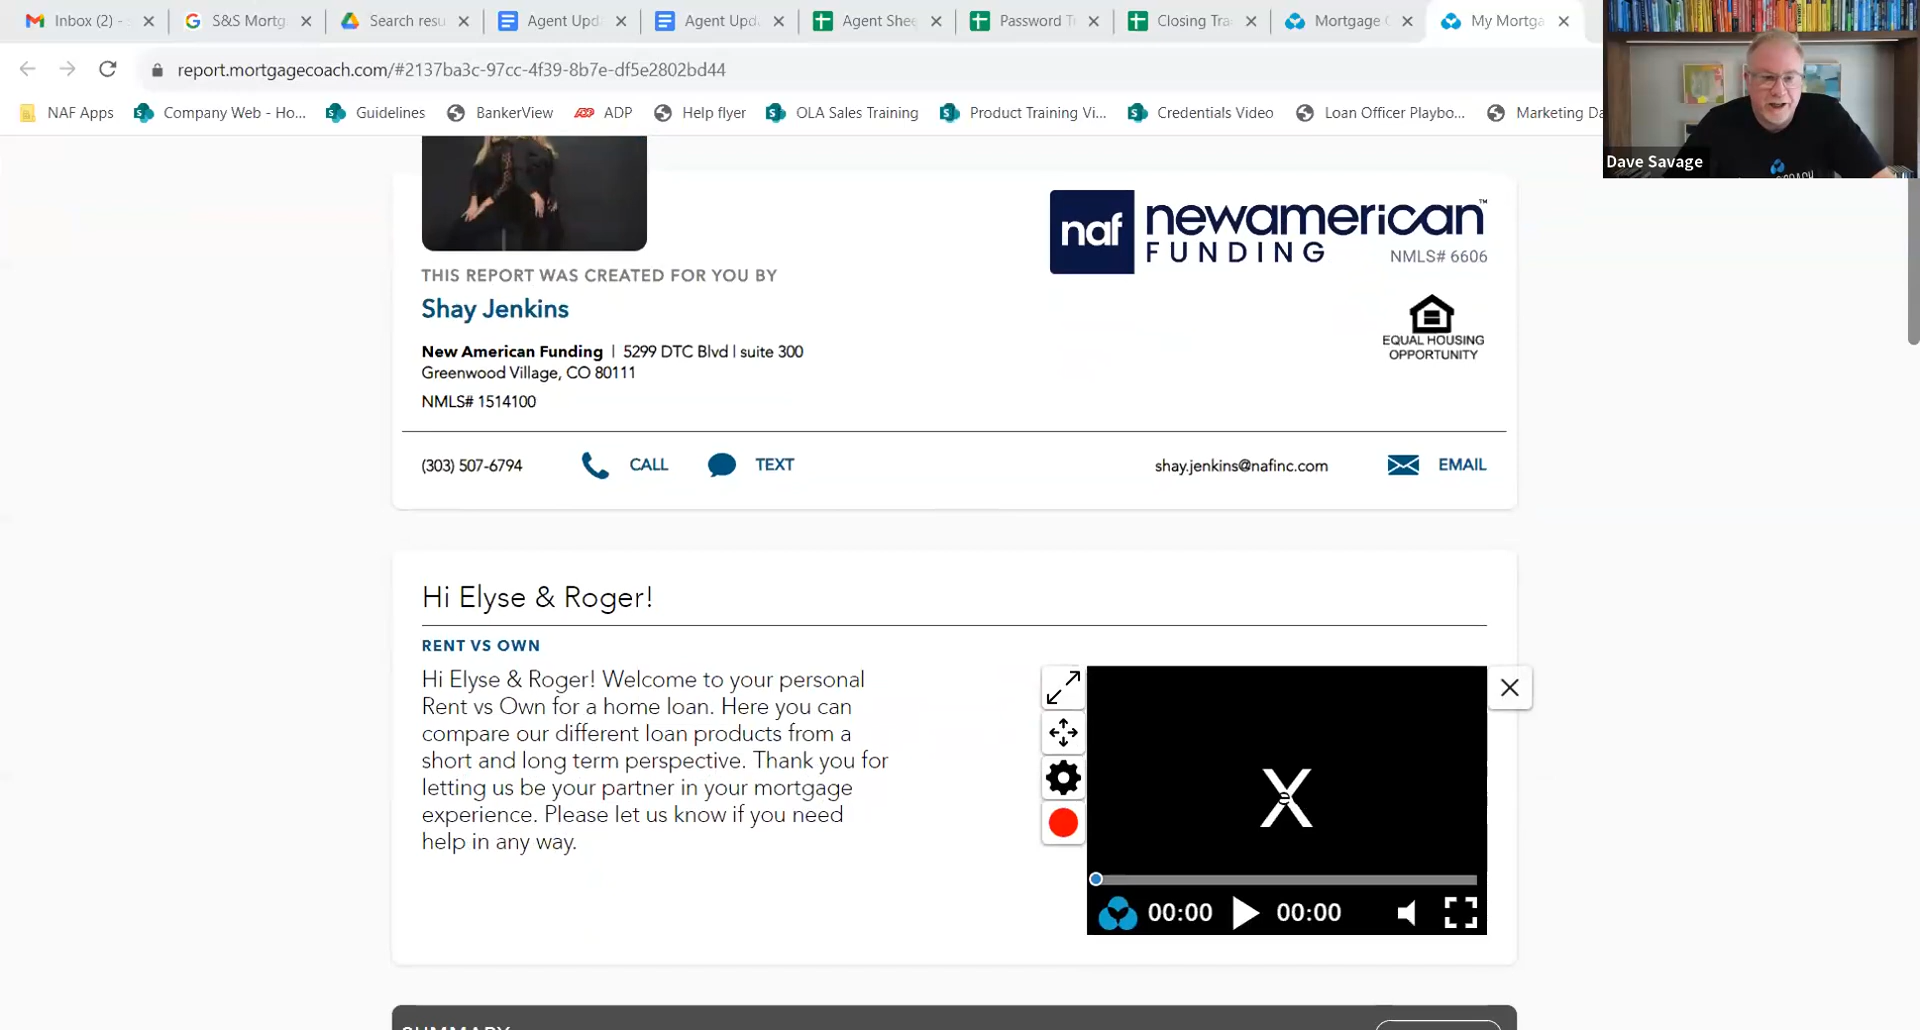 Inbox (2) -
S&S Mortg
Search resu
Agent Upd
Agent Upd
Agent Shee
Password T
Closing Tra
Mortgage C
My Mortga
report.mortgagecoach.com/#2137ba3c-97cc-4f39-8b7e-df5e2802bd44
NAF Apps
Company Web - Ho...
Guidelines
BankerView
ADP
Help flyer
OLA Sales Training
Product Training Vi...
Credentials Video
Loan Officer Playbo...
Marketing Da
Dave Savage
naf newamerican™
FUNDING
NMLS# 6606
EQUAL HOUSING
OPPORTUNITY
THIS REPORT WAS CREATED FOR YOU BY
Shay Jenkins
New American Funding | 5299 DTC Blvd | suite 300
Greenwood Village, CO 80111
NMLS# 1514100
(303) 507-6794 CALL TEXT shay.jenkins@nafinc.com EMAIL
Hi Elyse & Roger!
RENT VS OWN
Hi Elyse & Roger! Welcome to your personal
Rent vs Own for a home loan. Here you can
compare our different loan products from a
short and long term perspective. Thank you for
letting us be your partner in your mortgage
experience. Please let us know if you need
help in any way.
X
00:00 00:00
SUMMARY